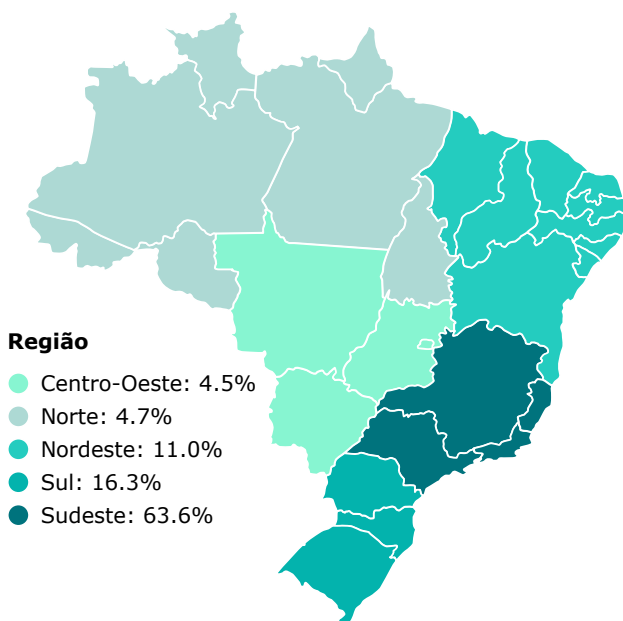 Região
Centro-Oeste: 4.5%
Norte: 4.7%
Nordeste: 11.0%
Sul: 16.3%
Sudeste: 63.6%